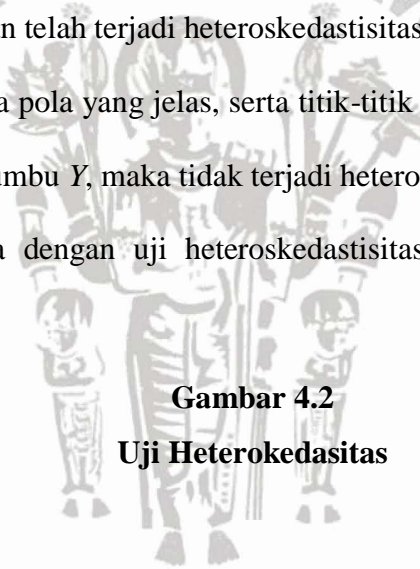 n telah terjadi heteroskedastisitas
a pola yang jelas, serta titik-titik
umbu Y, maka tidak terjadi hetero
a dengan uji heteroskedastisitas
Gambar 4.2
Uji Heterokedasitas